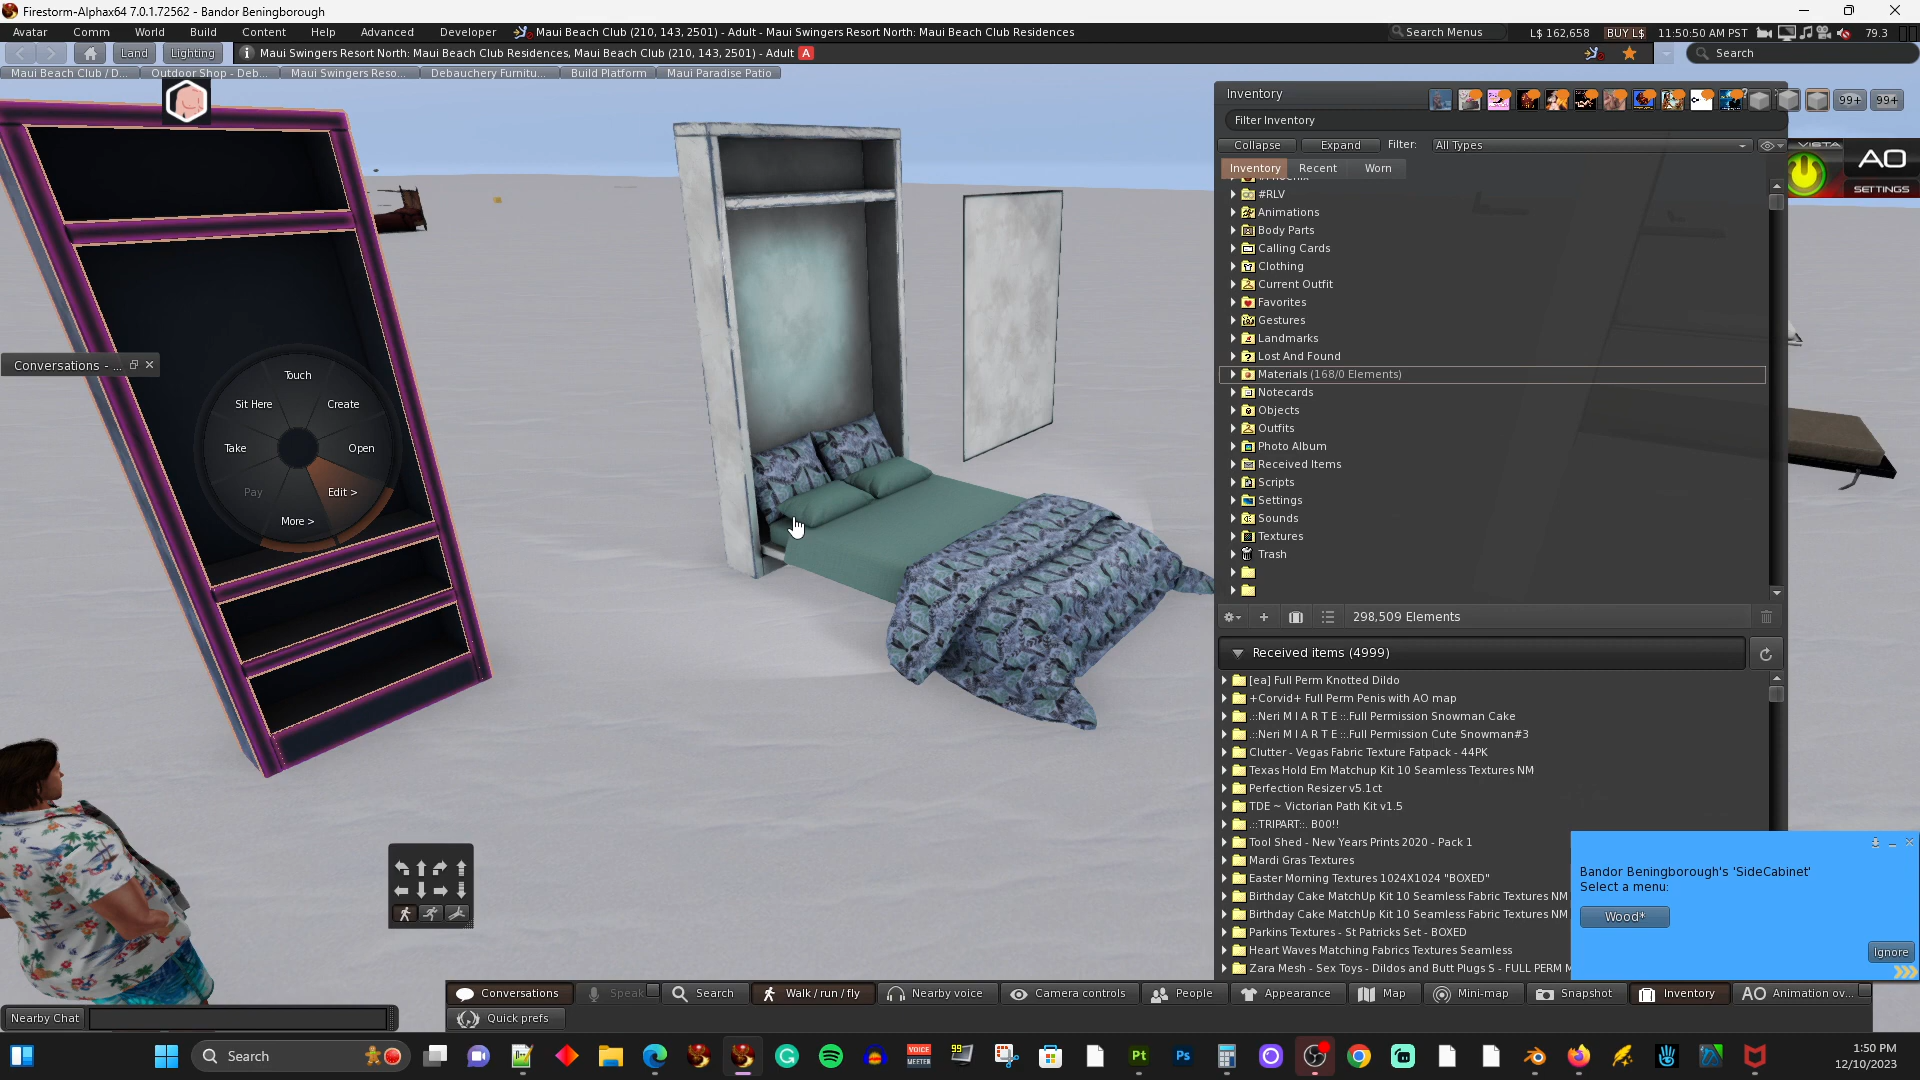 Firestorm-Alphax64 7.0.1.72562 - Bandor Beningborough
Avatar Comm World Build Content Help Advanced Developer Maui Beach Club (210, 143, 2501) - Adult - Maui Swingers Resort North: Maui Beach Club Residences Search Menus L$ 162,658 BUY L$ 11:50:50 AM PST 79.3
Land Lighting Maui Swingers Resort North: Maui Beach Club Residences, Maui Beach Club (210, 143, 2501) - Adult A Search
Maui Beach Club / D... Outdoor Shop - Deb... Maui Swingers Reso... Debauchery Furnitu... Build Platform Maui Paradise Patio
Inventory
99+ 99+
Filter Inventory
Collapse Expand Filter: All Types
Inventory Recent Worn
#RLV
Animations
Body Parts
Calling Cards
Clothing
Current Outfit
Favorites
Gestures
Landmarks
Lost And Found
Materials (168/0 Elements)
Notecards
Objects
Outfits
Photo Album
Received Items
Scripts
Settings
Sounds
Textures
Trash
298,509 Elements
Received items (4999)
[ea] Full Perm Knotted Dildo
+Corvid+ Full Perm Penis with AO map
.::Neri M I A R T E ::.Full Permission Snowman Cake
.::Neri M I A R T E ::.Full Permission Cute Snowman#3
Clutter - Vegas Fabric Texture Fatpack - 44PK
Texas Hold Em Matchup Kit 10 Seamless Textures NM
Perfection Resizer v5.1ct
TDE ~ Victorian Path Kit v1.5
.::TRIPART::. BOO!!
Tool Shed - New Years Prints 2020 - Pack 1
Mardi Gras Textures
Easter Morning Textures 1024X1024 "BOXED"
Birthday Cake MatchUp Kit 10 Seamless Fabric Textures NM
Birthday Cake MatchUp Kit 10 Seamless Fabric Textures NM
Parkins Textures - St Patricks Set - BOXED
Heart Waves Matching Fabrics Textures Seamless
Zara Mesh - Sex Toys - Dildos and Butt Plugs S - FULL PERM M
VISTA AO
SETTINGS
Conversations - ...
Touch
Sit Here
Create
Take
Open
Pay
Edit >
More >
Bandor Beningborough's 'SideCabinet'
Select a menu:
Wood*
Ignore
Conversations Speak Search Walk / run / fly Nearby voice Camera controls People Appearance Map Mini-map Snapshot Inventory AO Animation ov...
Nearby Chat
Quick prefs
Search
VOICE MEETER
99
Pt
Ps
1:50 PM
12/10/2023